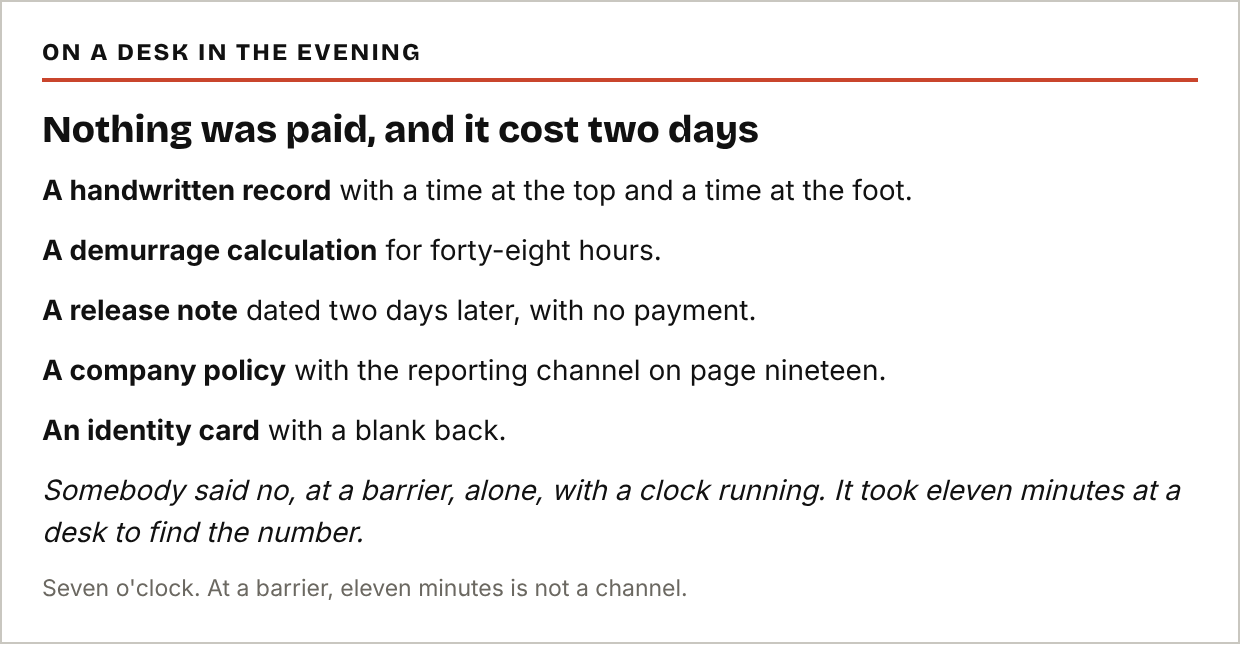 ON A DESK IN THE EVENING
Nothing was paid, and it cost two days
A handwritten record with a time at the top and a time at the foot.
A demurrage calculation for forty-eight hours.
A release note dated two days later, with no payment.
A company policy with the reporting channel on page nineteen.
An identity card with a blank back.
Somebody said no, at a barrier, alone, with a clock running. It took eleven minutes at a
desk to find the number.
Seven o'clock. At a barrier, eleven minutes is not a channel.